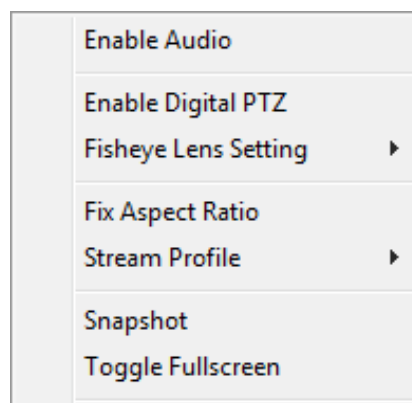 Enable Audio
Enable Digital PTZ
Fisheye Lens Setting
Fix Aspect Ratio
Stream Profile
Snapshot
Toggle Fullscreen